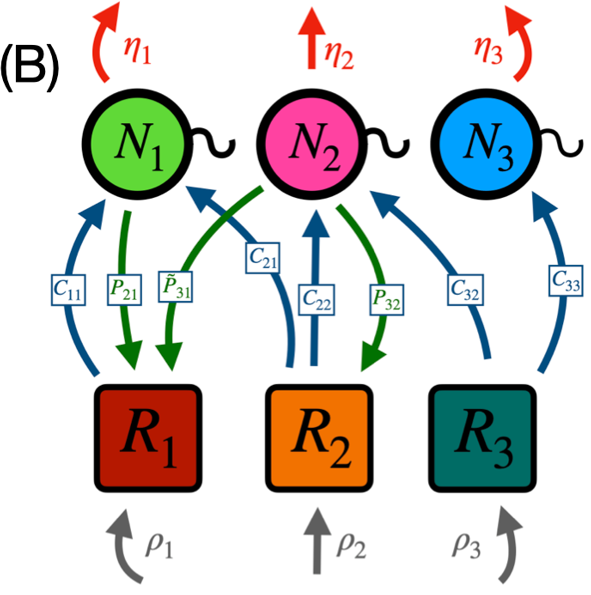 (B)
η₁ η₂ η₃
N₁ N₂ N₃
C₁₁ P₂₁ P̃₃₁ C₂₁ C₂₂ P₃₂ C₃₂ C₃₃
R₁ R₂ R₃
ρ₁ ρ₂ ρ₃